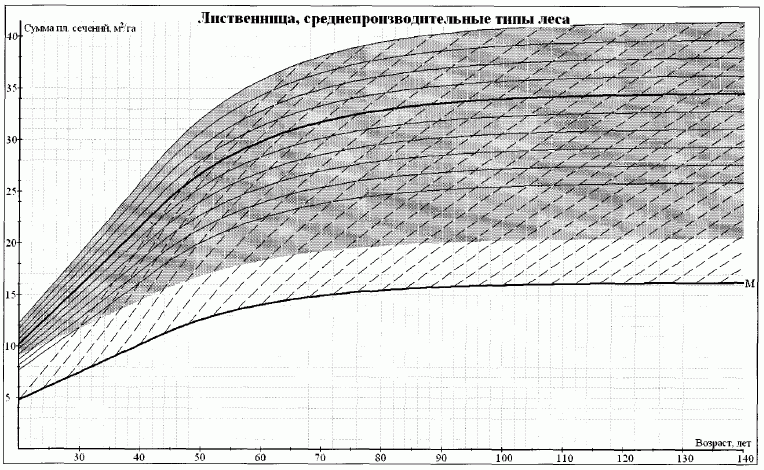 Лиственница, среднепроизводительные типы леса
Сумма пл. сечений, м²/га
40
35
30
25
20
15
10
5
М
Возраст, лет
30 40 50 60 70 80 90 100 110 120 130 140